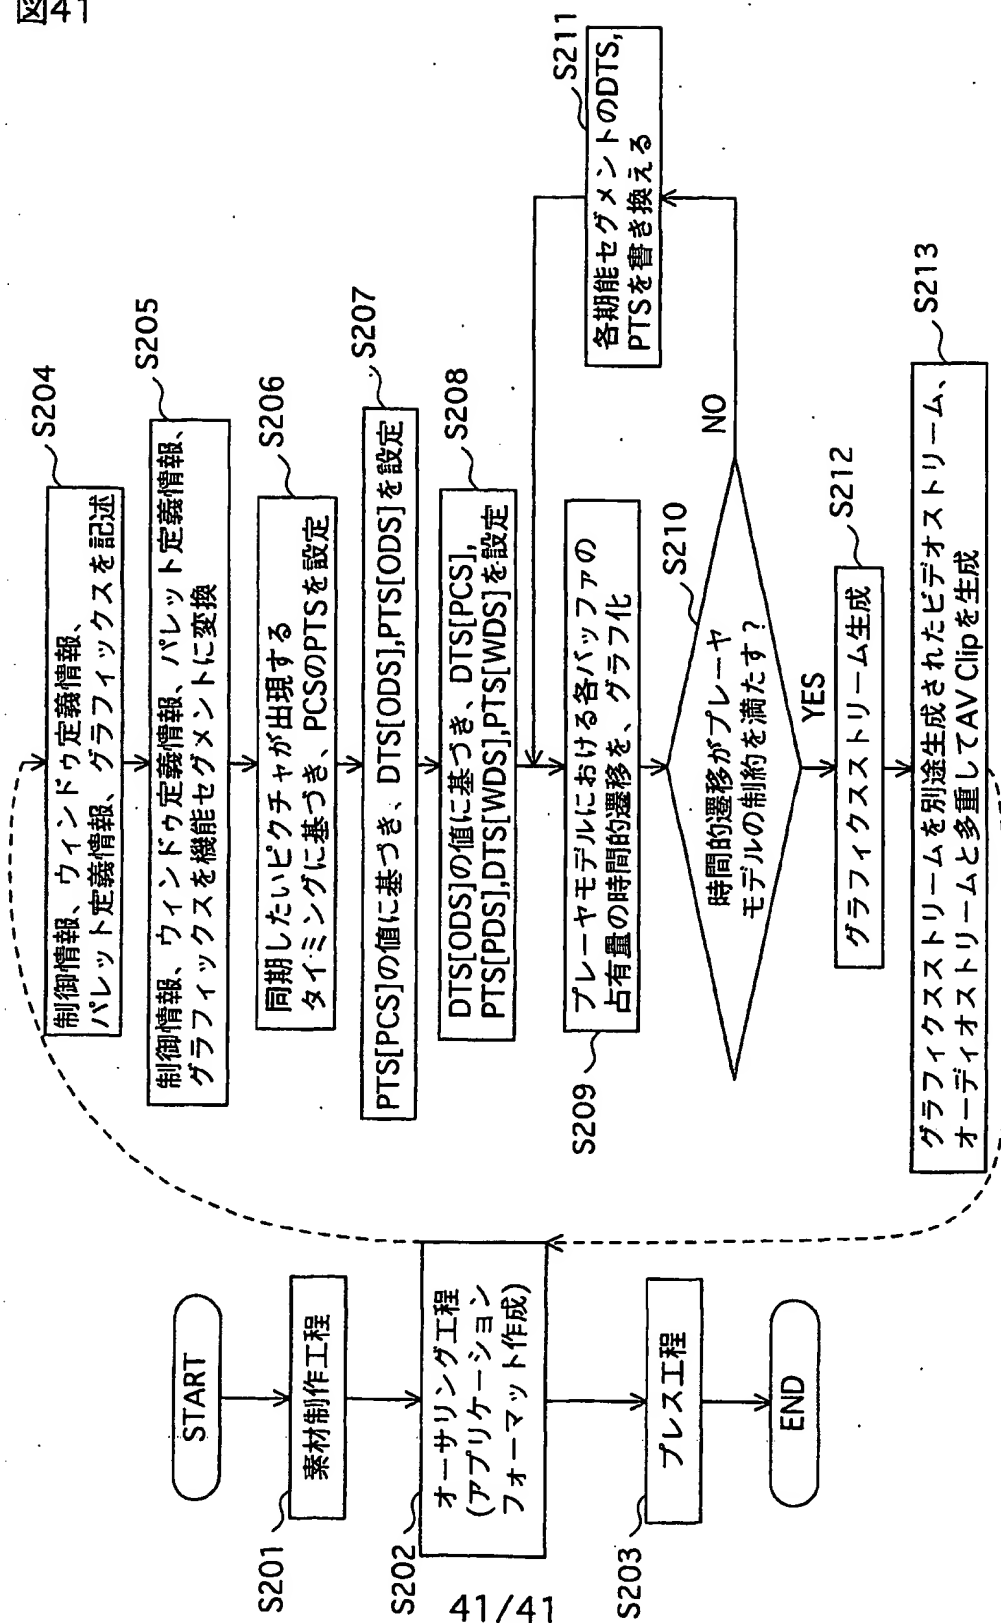 図41
START
S201
素材制作工程
S202
オーサリング工程
(アプリケーション
フォーマット作成)
S203
プレス工程
END
S204
制御情報、ウィンドゥ定義情報、
パレット定義情報、グラフィックスを記述
S205
制御情報、ウィンドゥ定義情報、パレット定義情報、
グラフィックスを機能セグメントに変換
S206
同期したいピクチャが出現する
タイミングに基づき、PCSのPTSを設定
S207
PTS[PCS]の値に基づき、DTS[ODS],PTS[ODS]を設定
S208
DTS[ODS]の値に基づき、DTS[PCS],
PTS[PDS],DTS[WDS],PTS[WDS]を設定
S209
プレーヤモデルにおける各バッファの
占有量の時間的遷移を、グラフ化
S210
時間的遷移がプレーヤ
モデルの制約を満たす?
NO
YES
S211
各期能セグメントのDTS,
PTSを書き換える
S212
グラフィクスストリーム生成
S213
グラフィクスストリームを別途生成されたビデオストリーム、
オーディオストリームと多重してAV Clipを生成
41/41